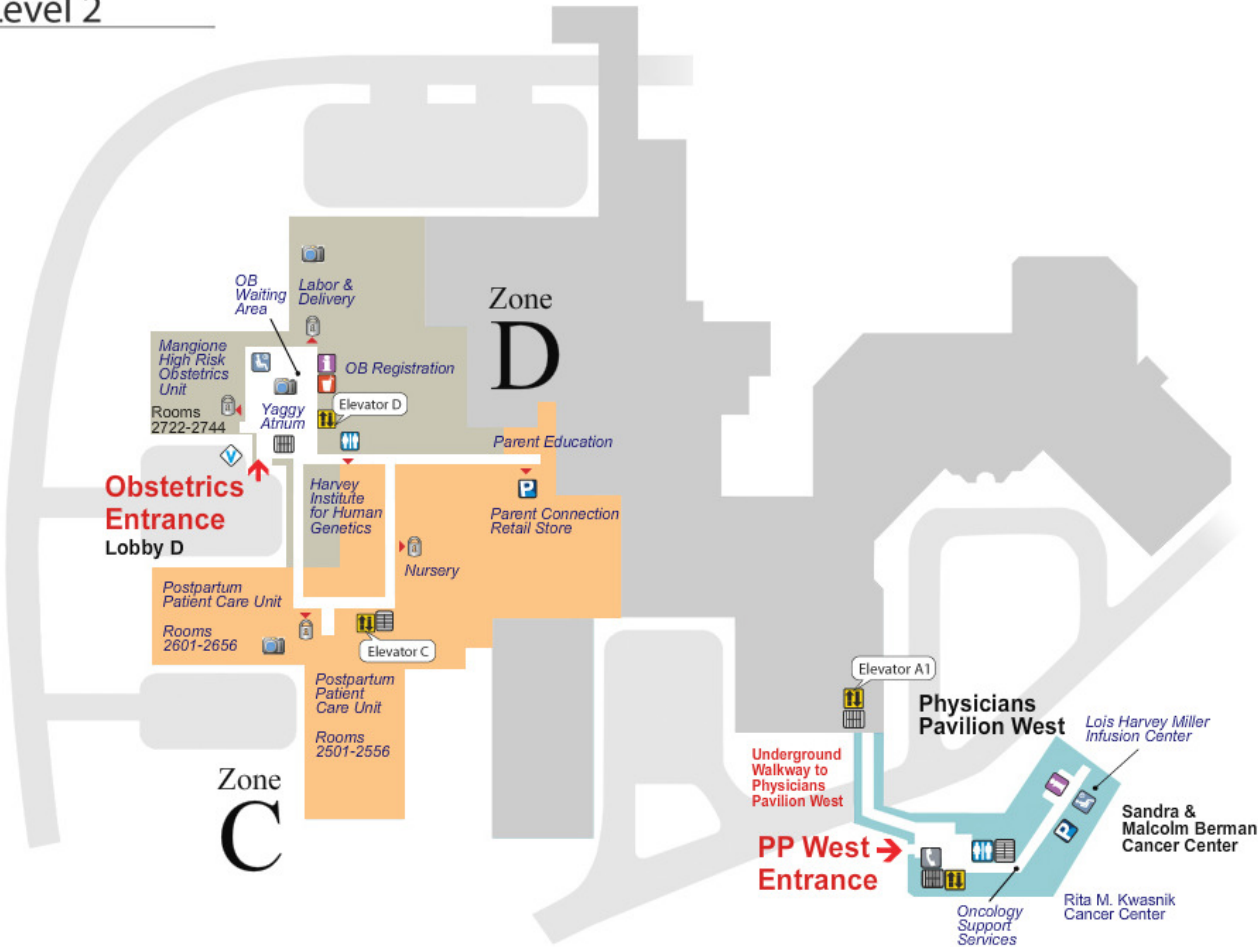 Level 2
OB
Waiting
Area
Labor &
Delivery
Zone
D
Mangione
High Risk
Obstetrics
Unit
Rooms
2722-2744
OB Registration
Elevator D
Yaggy
Atrium
V
Parent Education
Obstetrics
Entrance
Lobby D
Harvey
Institute
for Human
Genetics
P
Parent Connection
Retail Store
Nursery
Postpartum
Patient Care Unit
Rooms
2601-2656
Elevator C
Postpartum
Patient
Care Unit
Rooms
2501-2556
Zone
C
Elevator A1
Physicians
Pavilion West
Lois Harvey Miller
Infusion Center
Underground
Walkway to
Physicians
Pavilion West
Sandra &
Malcolm Berman
Cancer Center
P
PP West
Entrance
Rita M. Kwasnik
Cancer Center
Oncology
Support
Services